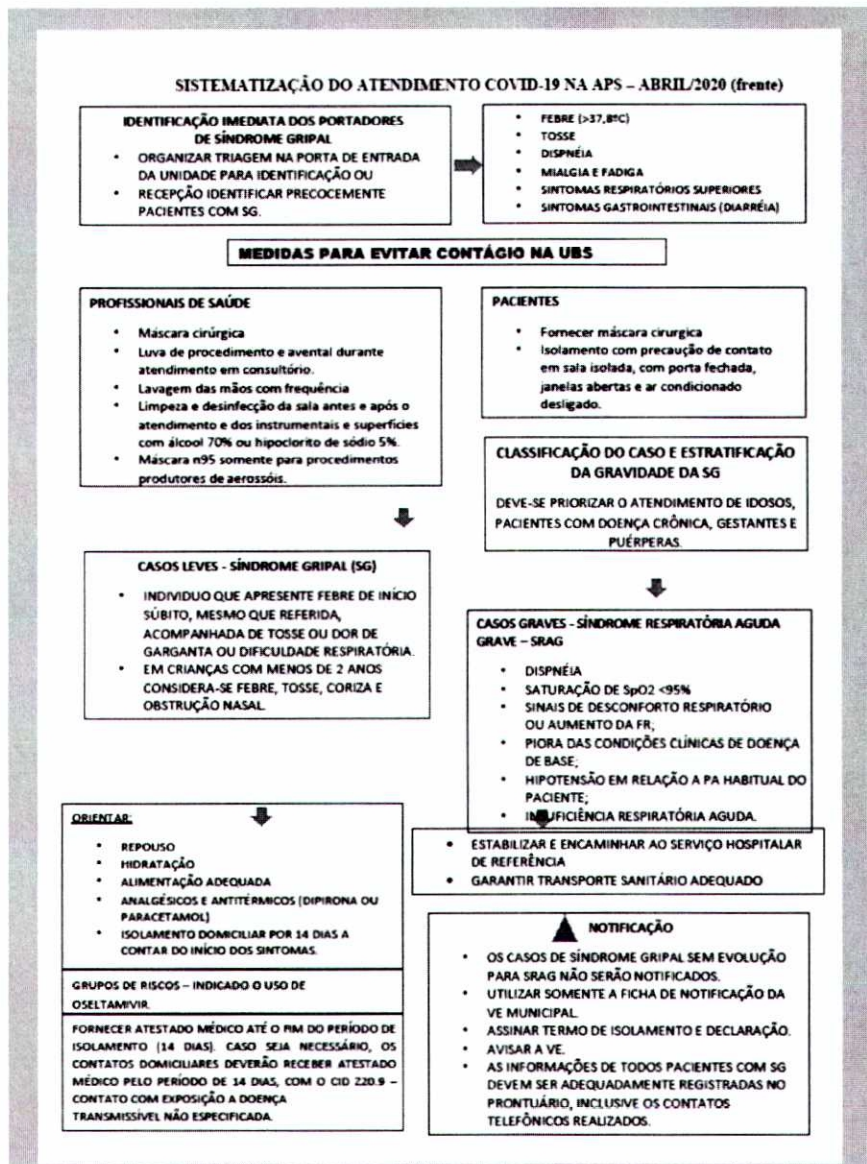 SISTEMATIZAÇÃO DO ATENDIMENTO COVID-19 NA APS – ABRIL/2020 (frente)
IDENTIFICAÇÃO IMEDIATA DOS PORTADORES
DE SÍNDROME GRIPAL
• ORGANIZAR TRIAGEM NA PORTA DE ENTRADA
DA UNIDADE PARA IDENTIFICAÇÃO OU
• RECEPÇÃO IDENTIFICAR PRECOCEMENTE
PACIENTES COM SG.
• FEBRE (>37,8ºC)
• TOSSE
• DISPNÉIA
• MIALGIA E FADIGA
• SINTOMAS RESPIRATÓRIOS SUPERIORES
• SINTOMAS GASTROINTESTINAIS (DIARRÉIA)
MEDIDAS PARA EVITAR CONTÁGIO NA UBS
PROFISSIONAIS DE SAÚDE
• Máscara cirúrgica
• Luva de procedimento e avental durante
atendimento em consultório.
• Lavagem das mãos com frequência
• Limpeza e desinfecção da sala antes e após o
atendimento e dos instrumentais e superfícies
com álcool 70% ou hipoclorito de sódio 5%.
• Máscara n95 somente para procedimentos
produtores de aerossóis.
PACIENTES
• Fornecer máscara cirurgica
• Isolamento com precaução de contato
em sala isolada, com porta fechada,
janelas abertas e ar condicionado
desligado.
CLASSIFICAÇÃO DO CASO E ESTRATIFICAÇÃO
DA GRAVIDADE DA SG
DEVE-SE PRIORIZAR O ATENDIMENTO DE IDOSOS,
PACIENTES COM DOENÇA CRÔNICA, GESTANTES E
PUÉRPERAS.
CASOS LEVES - SÍNDROME GRIPAL (SG)
• INDIVIDUO QUE APRESENTE FEBRE DE INÍCIO
SÚBITO, MESMO QUE REFERIDA,
ACOMPANHADA DE TOSSE OU DOR DE
GARGANTA OU DIFICULDADE RESPIRATÓRIA.
• EM CRIANÇAS COM MENOS DE 2 ANOS
CONSIDERA-SE FEBRE, TOSSE, CORIZA E
OBSTRUÇÃO NASAL.
CASOS GRAVES - SÍNDROME RESPIRATÓRIA AGUDA
GRAVE – SRAG
• DISPNÉIA
• SATURAÇÃO DE SpO2 <95%
• SINAIS DE DESCONFORTO RESPIRATÓRIO
OU AUMENTO DA FR;
• PIORA DAS CONDIÇÕES CLÍNICAS DE DOENÇA
DE BASE;
• HIPOTENSÃO EM RELAÇÃO A PA HABITUAL DO
PACIENTE;
• INSUFICIÊNCIA RESPIRATÓRIA AGUDA.
• ESTABILIZAR E ENCAMINHAR AO SERVIÇO HOSPITALAR
DE REFERÊNCIA
• GARANTIR TRANSPORTE SANITÁRIO ADEQUADO
ORIENTAR:
• REPOUSO
• HIDRATAÇÃO
• ALIMENTAÇÃO ADEQUADA
• ANALGÉSICOS E ANTITÉRMICOS (DIPIRONA OU
PARACETAMOL)
• ISOLAMENTO DOMICILIAR POR 14 DIAS A
CONTAR DO INÍCIO DOS SINTOMAS.
GRUPOS DE RISCOS – INDICADO O USO DE
OSELTAMIVIR.
FORNECER ATESTADO MÉDICO ATÉ O FIM DO PERÍODO DE
ISOLAMENTO (14 DIAS). CASO SEJA NECESSÁRIO, OS
CONTATOS DOMICILIARES DEVERÃO RECEBER ATESTADO
MÉDICO PELO PERÍODO DE 14 DIAS, COM O CID Z20.9 –
CONTATO COM EXPOSIÇÃO A DOENÇA
TRANSMISSÍVEL NÃO ESPECIFICADA.
NOTIFICAÇÃO
• OS CASOS DE SÍNDROME GRIPAL SEM EVOLUÇÃO
PARA SRAG NÃO SERÃO NOTIFICADOS.
• UTILIZAR SOMENTE A FICHA DE NOTIFICAÇÃO DA
VE MUNICIPAL.
• ASSINAR TERMO DE ISOLAMENTO E DECLARAÇÃO.
• AVISAR A VE.
• AS INFORMAÇÕES DE TODOS PACIENTES COM SG
DEVEM SER ADEQUADAMENTE REGISTRADAS NO
PRONTUÁRIO, INCLUSIVE OS CONTATOS
TELEFÔNICOS REALIZADOS.